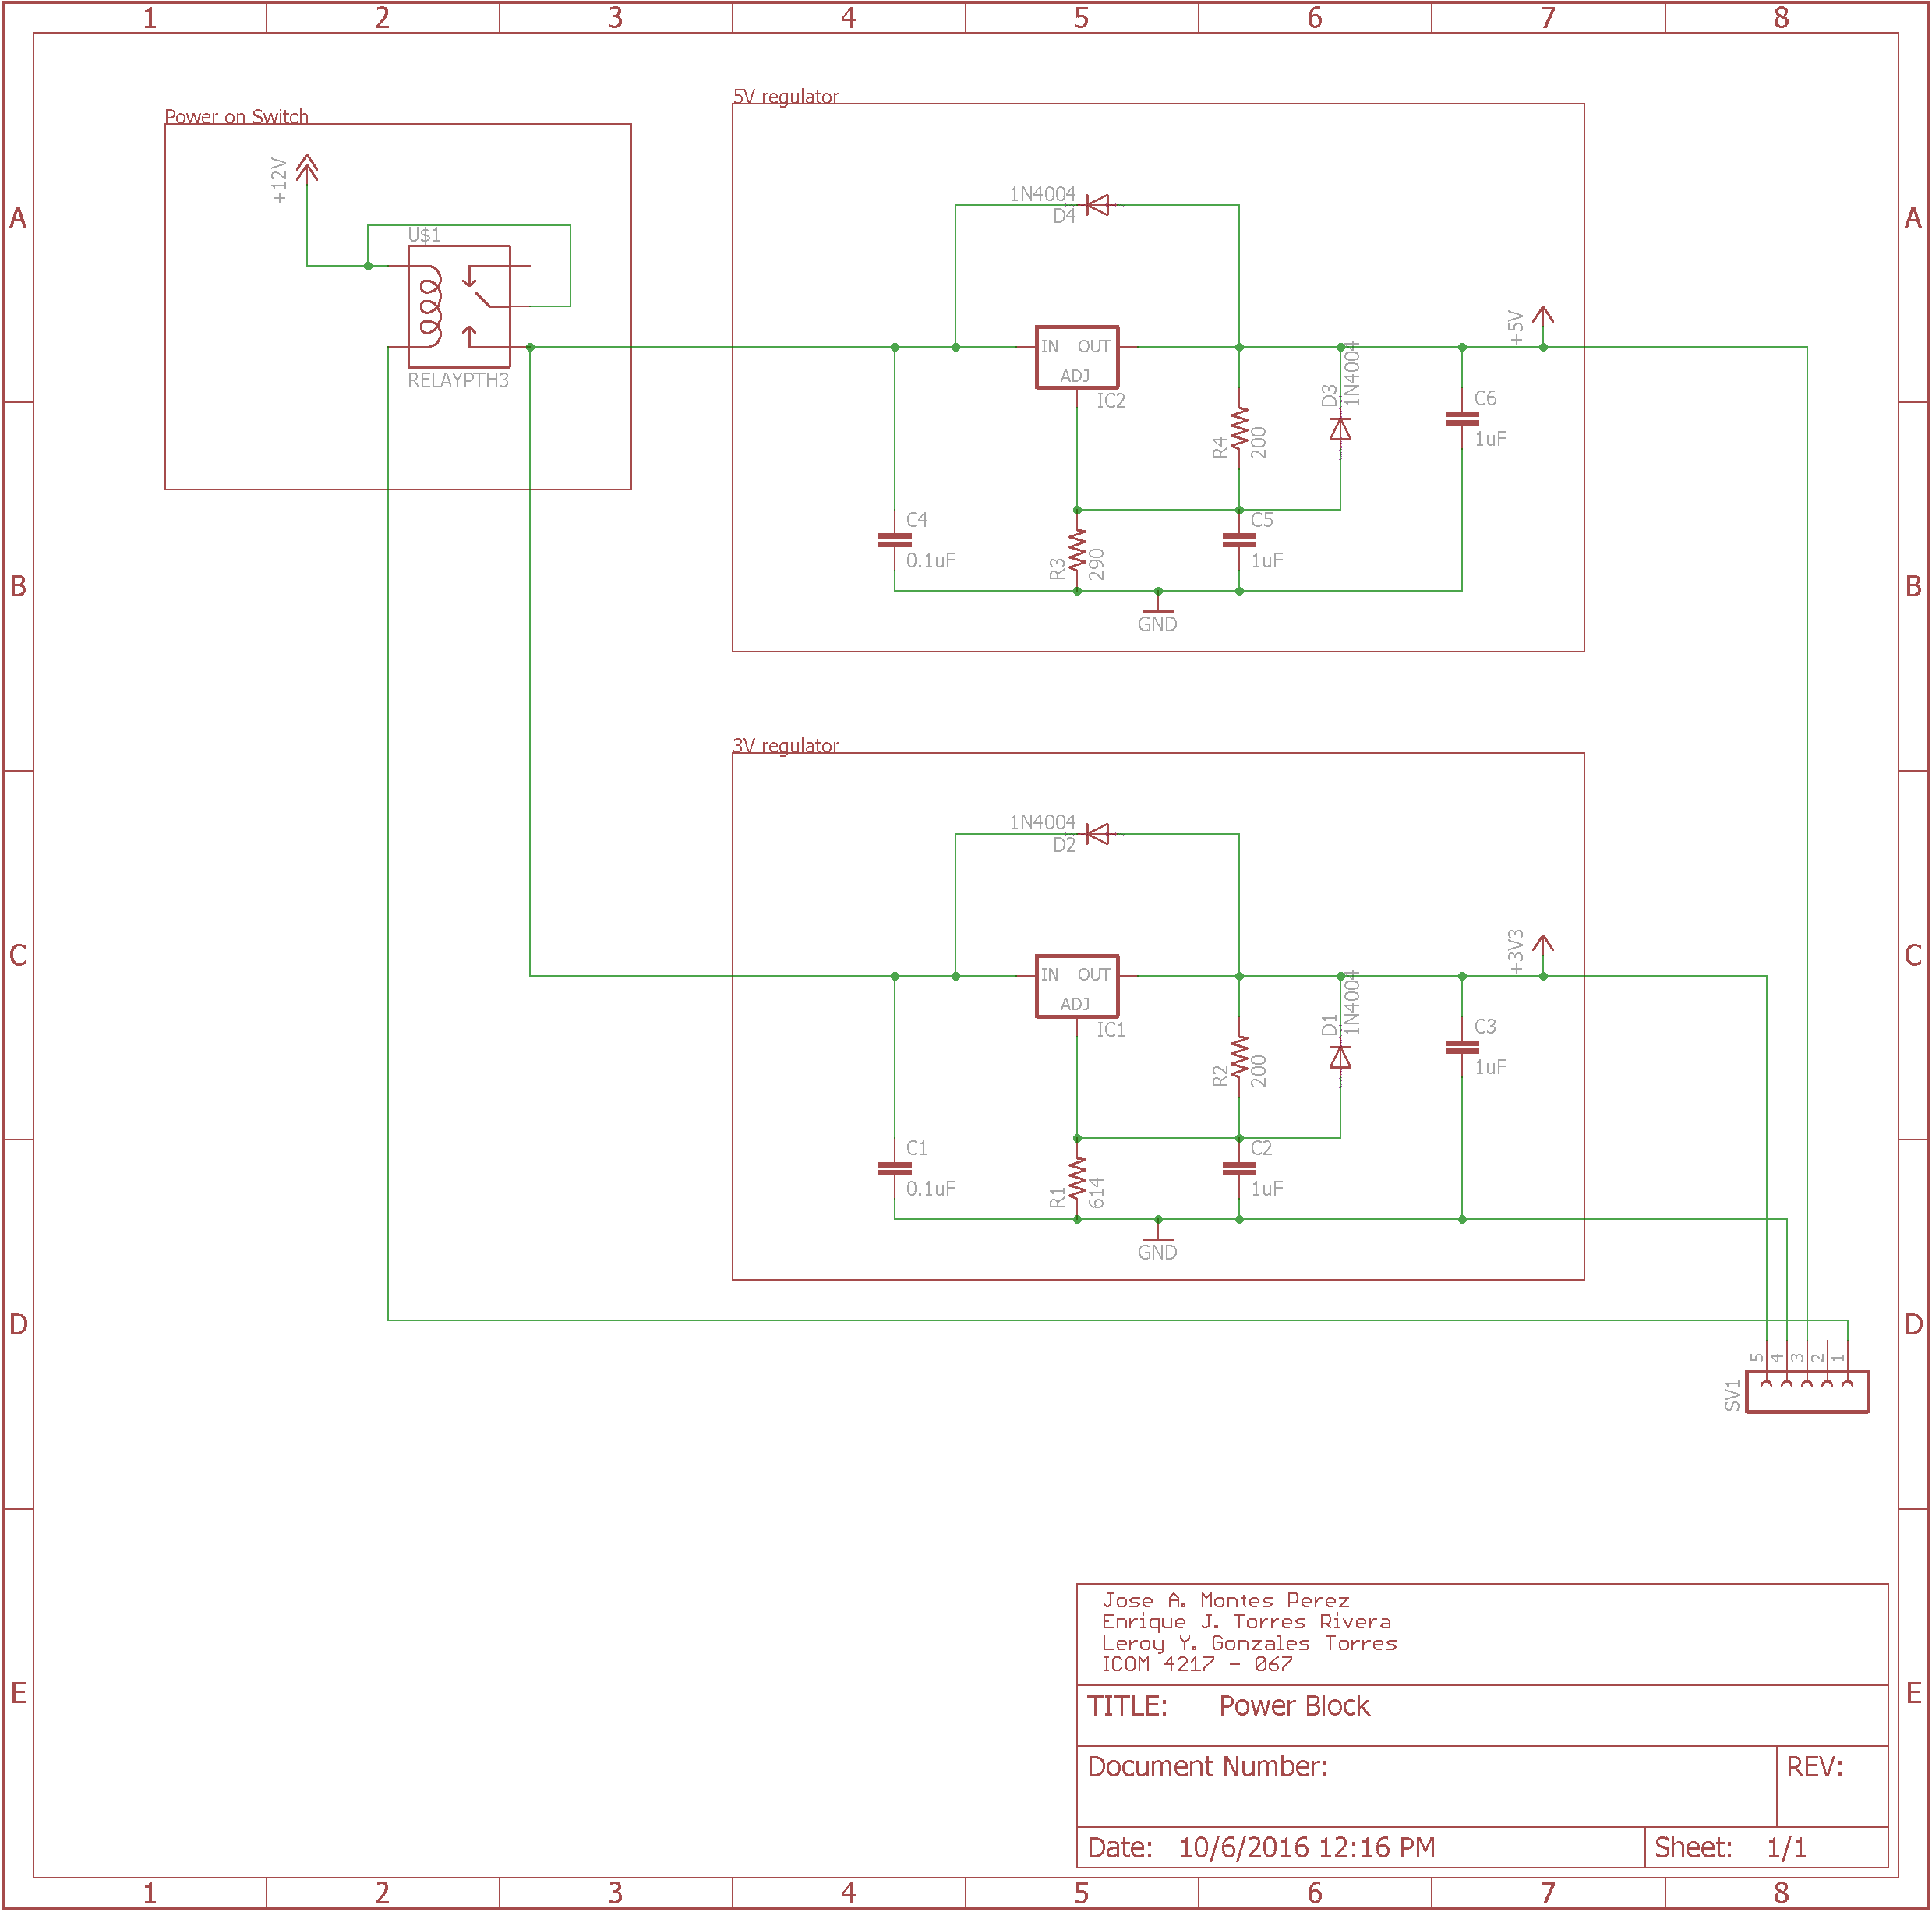 1 2 3 4 5 6 7 8
5V regulator
Power on Switch
+12V
1N4004
D4
A
A
U$1
+5V
IN OUT
ADJ
IC2
RELAYPTH3
D3
1N4004
C6
1uF
R4
200
C4
0.1uF
C5
1uF
R3
290
B
B
GND
3V regulator
1N4004
D2
C
C
+3V3
IN OUT
ADJ
IC1
D1
1N4004
C3
1uF
R2
200
C1
0.1uF
C2
1uF
R1
614
GND
D
D
5 4 3 2 1
SV1
Jose A. Montes Perez
Enrique J. Torres Rivera
Leroy Y. Gonzales Torres
ICOM 4217 - 067
E
E
TITLE: Power Block
Document Number:
REV:
Date: 10/6/2016 12:16 PM
Sheet: 1/1
1 2 3 4 5 6 7 8